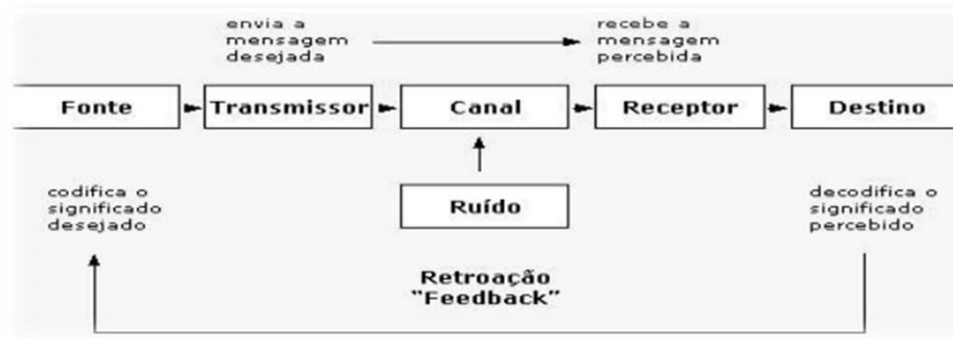 envia a
mensagem
desejada
recebe a
mensagem
percebida
Fonte
Transmissor
Canal
Receptor
Destino
codifica o
significado
desejado
Ruído
decodifica o
significado
percebido
Retroação
"Feedback"